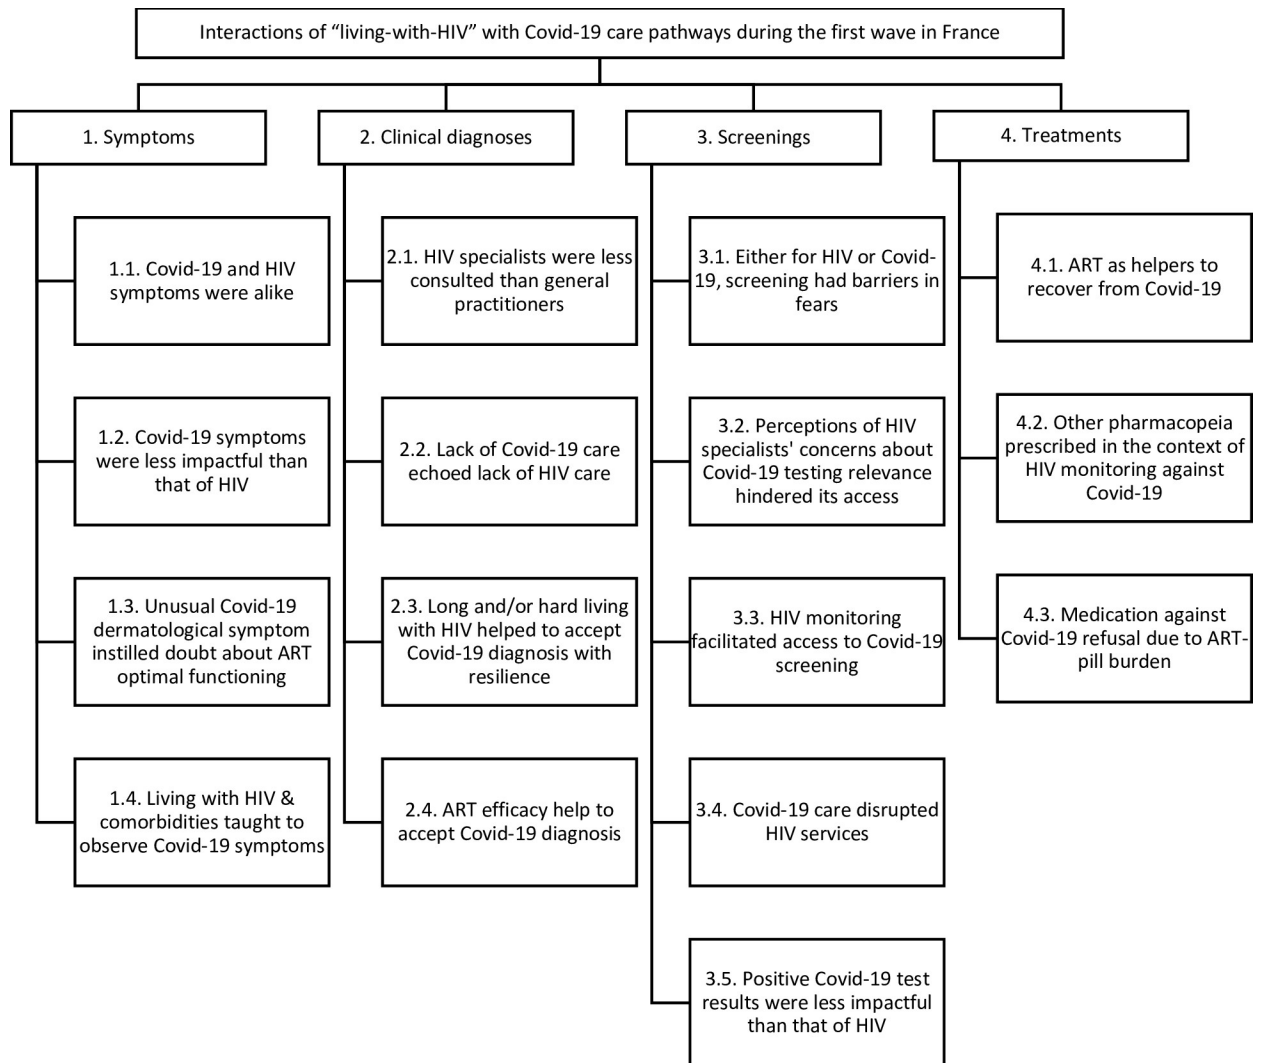 Interactions of “living-with-HIV” with Covid-19 care pathways during the first wave in France
1. Symptoms
1.1. Covid-19 and HIV
symptoms were alike
1.2. Covid-19 symptoms
were less impactful than
that of HIV
1.3. Unusual Covid-19
dermatological symptom
instilled doubt about ART
optimal functioning
1.4. Living with HIV &
comorbidities taught to
observe Covid-19 symptoms
2. Clinical diagnoses
2.1. HIV specialists were less
consulted than general
practitioners
2.2. Lack of Covid-19 care
echoed lack of HIV care
2.3. Long and/or hard living
with HIV helped to accept
Covid-19 diagnosis with
resilience
2.4. ART efficacy help to
accept Covid-19 diagnosis
3. Screenings
3.1. Either for HIV or Covid-
19, screening had barriers in
fears
3.2. Perceptions of HIV
specialists' concerns about
Covid-19 testing relevance
hindered its access
3.3. HIV monitoring
facilitated access to Covid-19
screening
3.4. Covid-19 care disrupted
HIV services
3.5. Positive Covid-19 test
results were less impactful
than that of HIV
4. Treatments
4.1. ART as helpers to
recover from Covid-19
4.2. Other pharmacopeia
prescribed in the context of
HIV monitoring against
Covid-19
4.3. Medication against
Covid-19 refusal due to ART-
pill burden